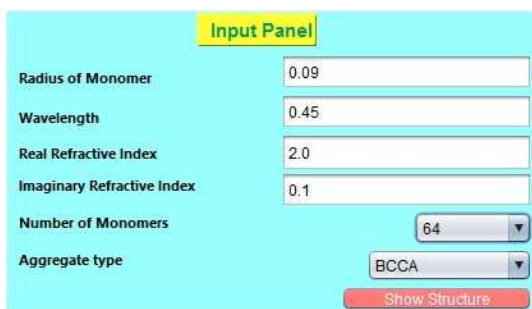 Input Panel
Radius of Monomer 0.09
Wavelength 0.45
Real Refractive Index 2.0
Imaginary Refractive Index 0.1
Number of Monomers 64
Aggregate type BCCA
Show Structure